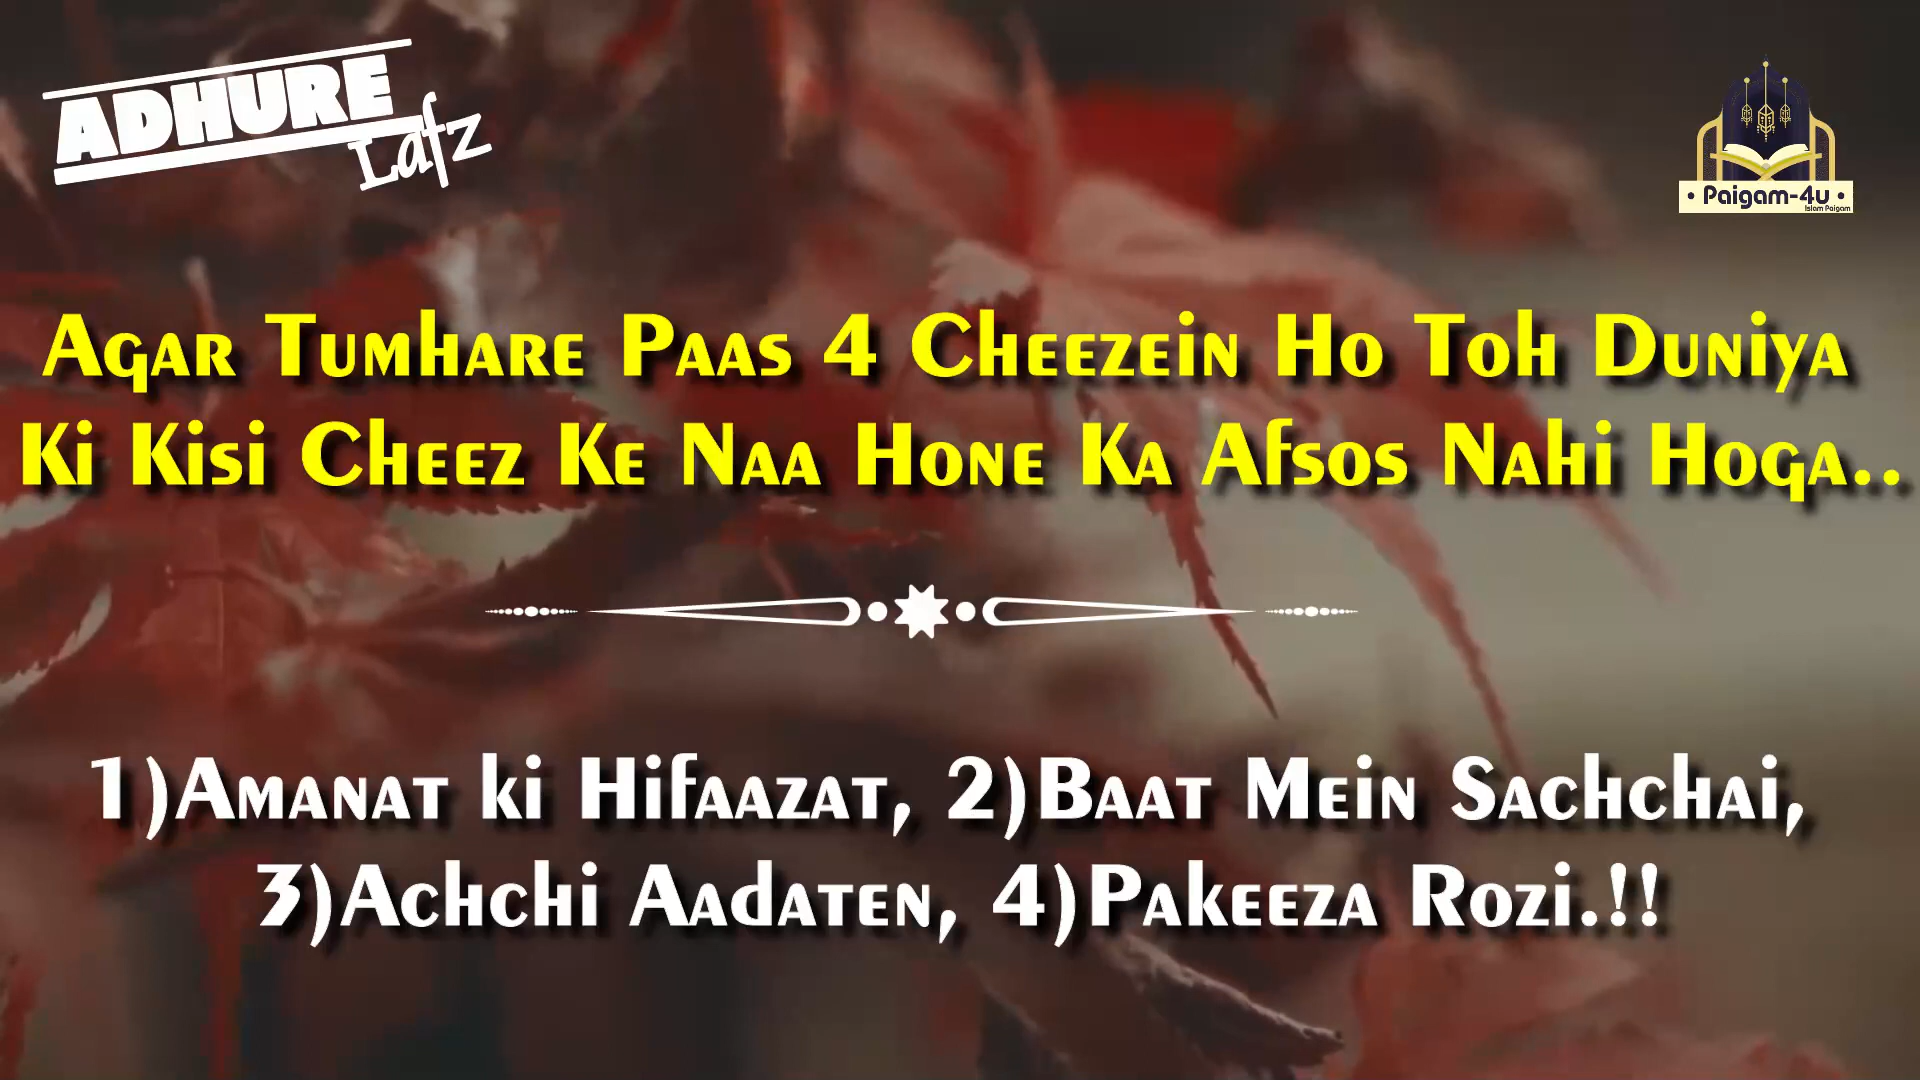 ADHURE
Lafz
• Paigam-4u •
Islam Paigam
Agar Tumhare Paas 4 Cheezein Ho Toh Duniya
Ki Kisi Cheez Ke Naa Hone Ka Afsos Nahi Hoga..
1)Amanat ki Hifaazat, 2)Baat Mein Sachchai,
3)Achchi Aadaten, 4)Pakeeza Rozi.!!